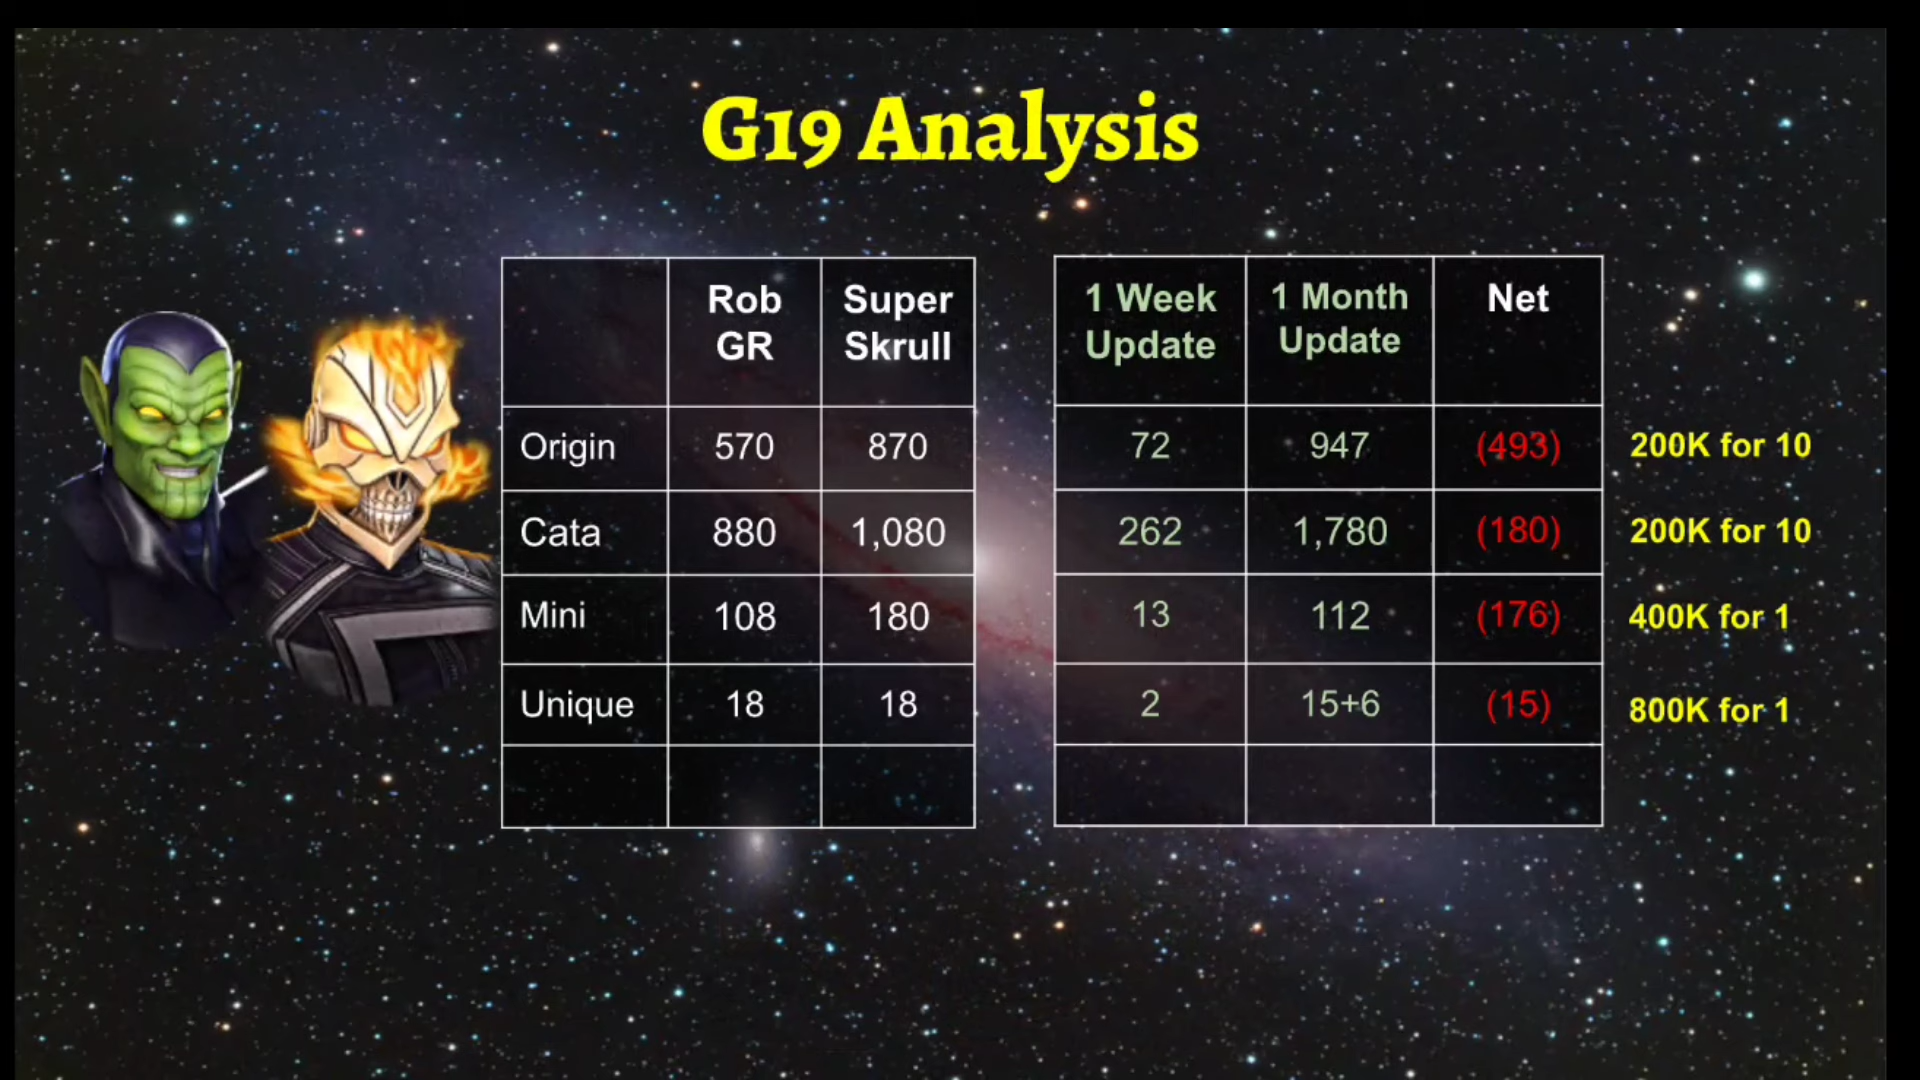 G19 Analysis
Rob GR Super Skrull 1 Week Update 1 Month Update Net
Origin 570 870 72 947 (493) 200K for 10
Cata 880 1,080 262 1,780 (180) 200K for 10
Mini 108 180 13 112 (176) 400K for 1
Unique 18 18 2 15+6 (15) 800K for 1